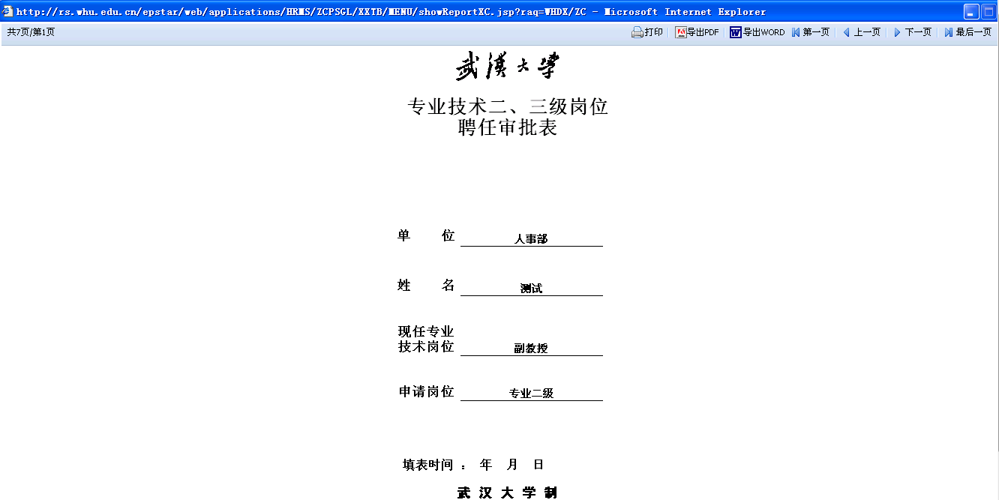 http://rs.whu.edu.cn/epstar/web/applications/HRMS/ZCPSGL/XXTB/MENU/showReportXC.jsp?raq=WHDX/ZC - Microsoft Internet Explorer
共7页/第1页 打印 导出PDF 导出WORD 第一页 上一页 下一页 最后一页
武漢大学
专业技术二、三级岗位
聘任审批表
单 位 人事部
姓 名 测试
现任专业
技术岗位 副教授
申请岗位 专业二级
填表时间 : 年 月 日
武 汉 大 学 制